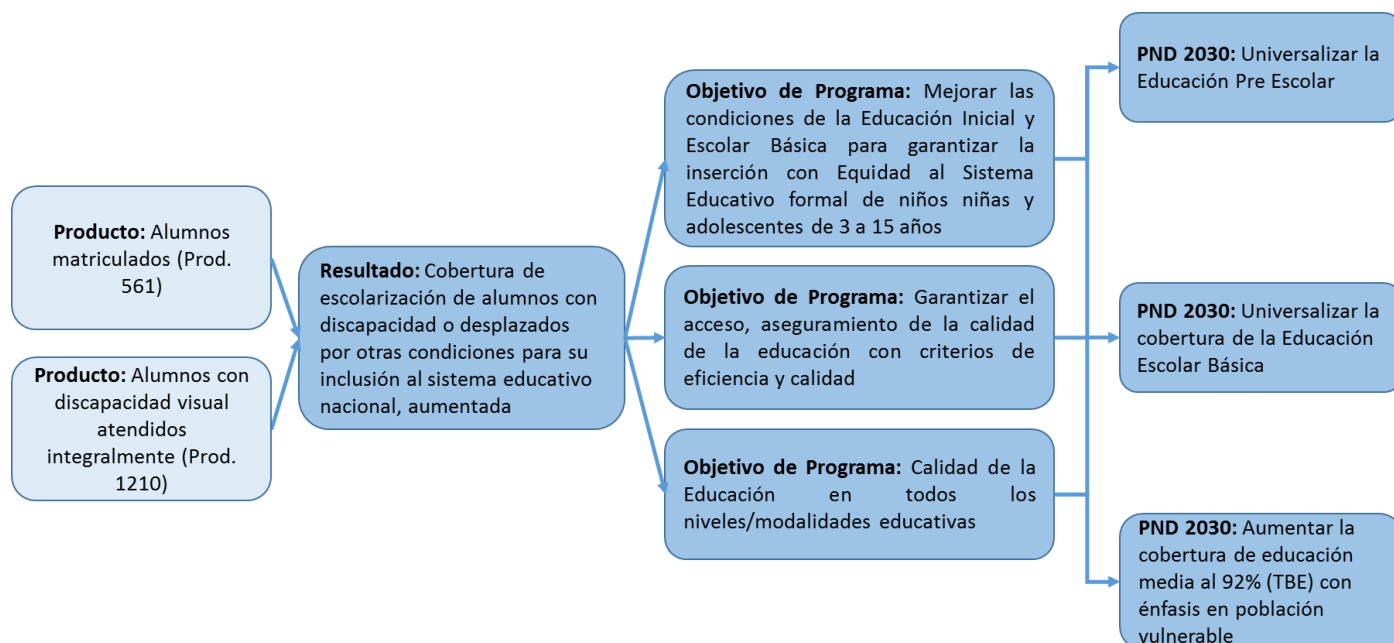 Producto: Alumnos
matriculados (Prod.
561)
Producto: Alumnos con
discapacidad visual
atendidos
integralmente (Prod.
1210)
Resultado: Cobertura de
escolarización de alumnos con
discapacidad o desplazados
por otras condiciones para su
inclusión al sistema educativo
nacional, aumentada
Objetivo de Programa: Mejorar las
condiciones de la Educación Inicial y
Escolar Básica para garantizar la
inserción con Equidad al Sistema
Educativo formal de niños niñas y
adolescentes de 3 a 15 años
Objetivo de Programa: Garantizar el
acceso, aseguramiento de la calidad
de la educación con criterios de
eficiencia y calidad
Objetivo de Programa: Calidad de la
Educación en todos los
niveles/modalidades educativas
PND 2030: Universalizar la
Educación Pre Escolar
PND 2030: Universalizar la
cobertura de la Educación
Escolar Básica
PND 2030: Aumentar la
cobertura de educación
media al 92% (TBE) con
énfasis en población
vulnerable